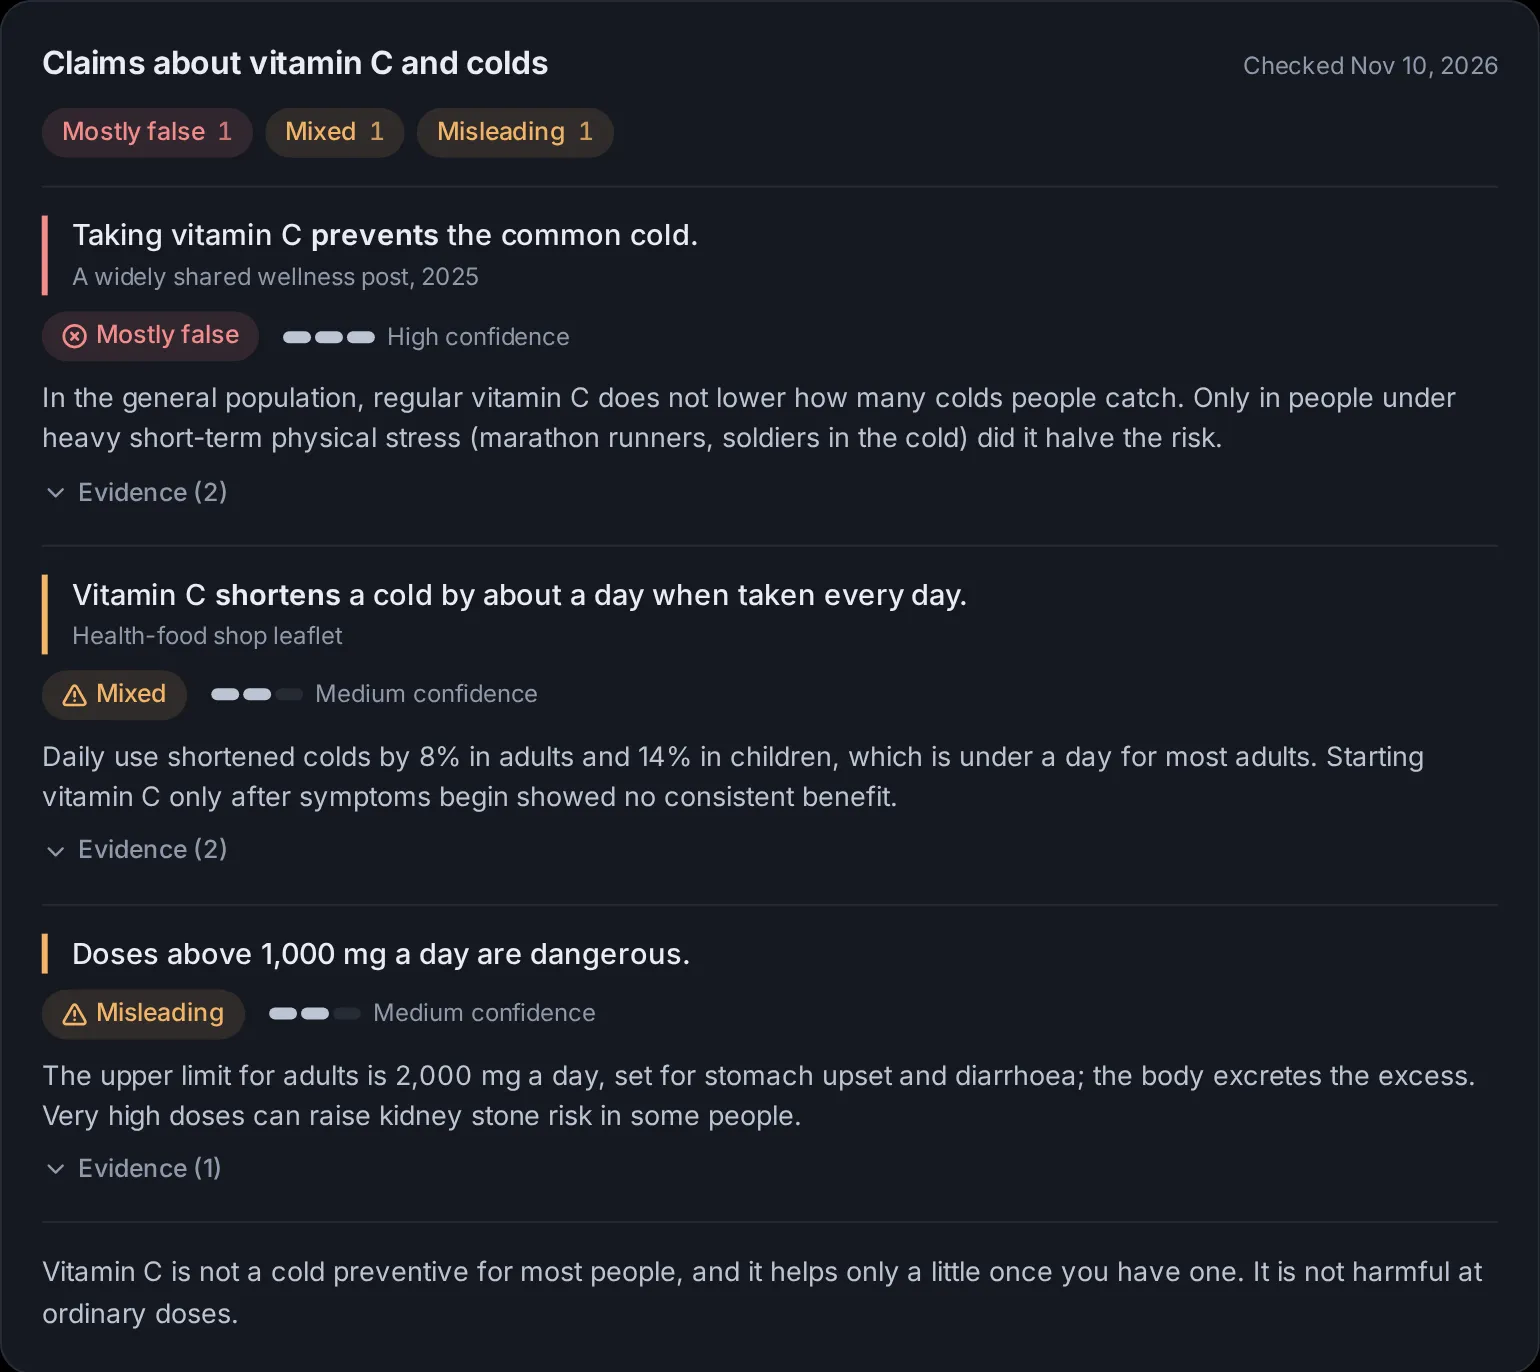 Claims about vitamin C and colds
Checked Nov 10, 2026
Mostly false 1
Mixed 1
Misleading 1
Taking vitamin C prevents the common cold.
A widely shared wellness post, 2025
Mostly false
High confidence
In the general population, regular vitamin C does not lower how many colds people catch. Only in people under
heavy short-term physical stress (marathon runners, soldiers in the cold) did it halve the risk.
Evidence (2)
Vitamin C shortens a cold by about a day when taken every day.
Health-food shop leaflet
Mixed
Medium confidence
Daily use shortened colds by 8% in adults and 14% in children, which is under a day for most adults. Starting
vitamin C only after symptoms begin showed no consistent benefit.
Evidence (2)
Doses above 1,000 mg a day are dangerous.
Misleading
Medium confidence
The upper limit for adults is 2,000 mg a day, set for stomach upset and diarrhoea; the body excretes the excess.
Very high doses can raise kidney stone risk in some people.
Evidence (1)
Vitamin C is not a cold preventive for most people, and it helps only a little once you have one. It is not harmful at
ordinary doses.